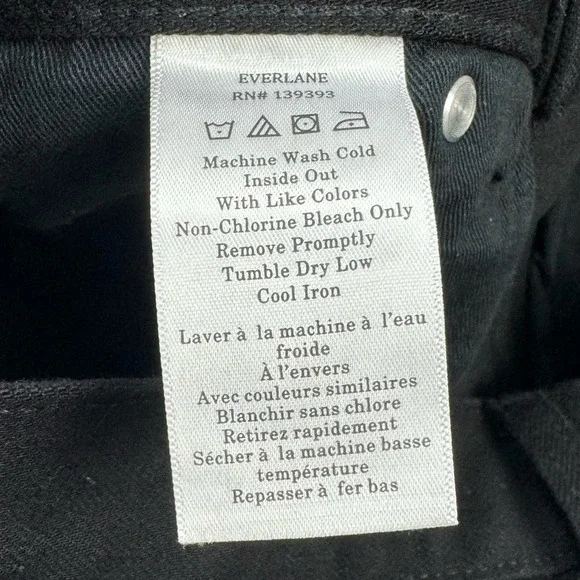 EVERLANE
RN# 139393
Machine Wash Cold
Inside Out
With Like Colors
Non-Chlorine Bleach Only
Remove Promptly
Tumble Dry Low
Cool Iron
Laver à la machine à l'eau
froide
À l'envers
Avec couleurs similaires
Blanchir sans chlore
Retirez rapidement
Sécher à la machine basse
température
Repasser à fer bas